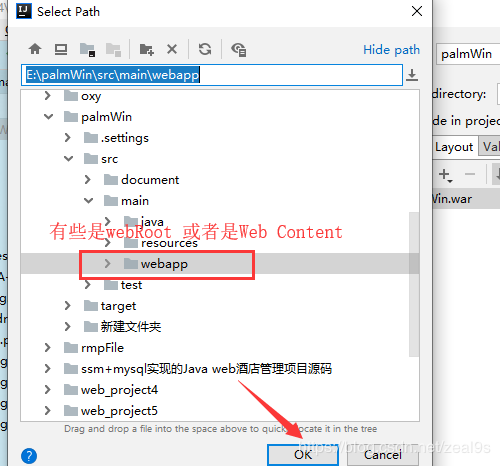 Select Path
Hide path
E:\palmWin\src\main\webapp
oxy
palmWin
.settings
src
document
main
java
有些是webRoot 或者是Web Content
resources
webapp
test
target
新建文件夹
rmpFile
ssm+mysql实现的Java web酒店管理项目源码
web_project4
web_project5
Drag and drop a file into the space above to quickly locate it in the tree
?
OK
Cancel
palmWin
directory:
de in projec
Layout
Val
Win.war
https://blog.csdn.net/zeal9s